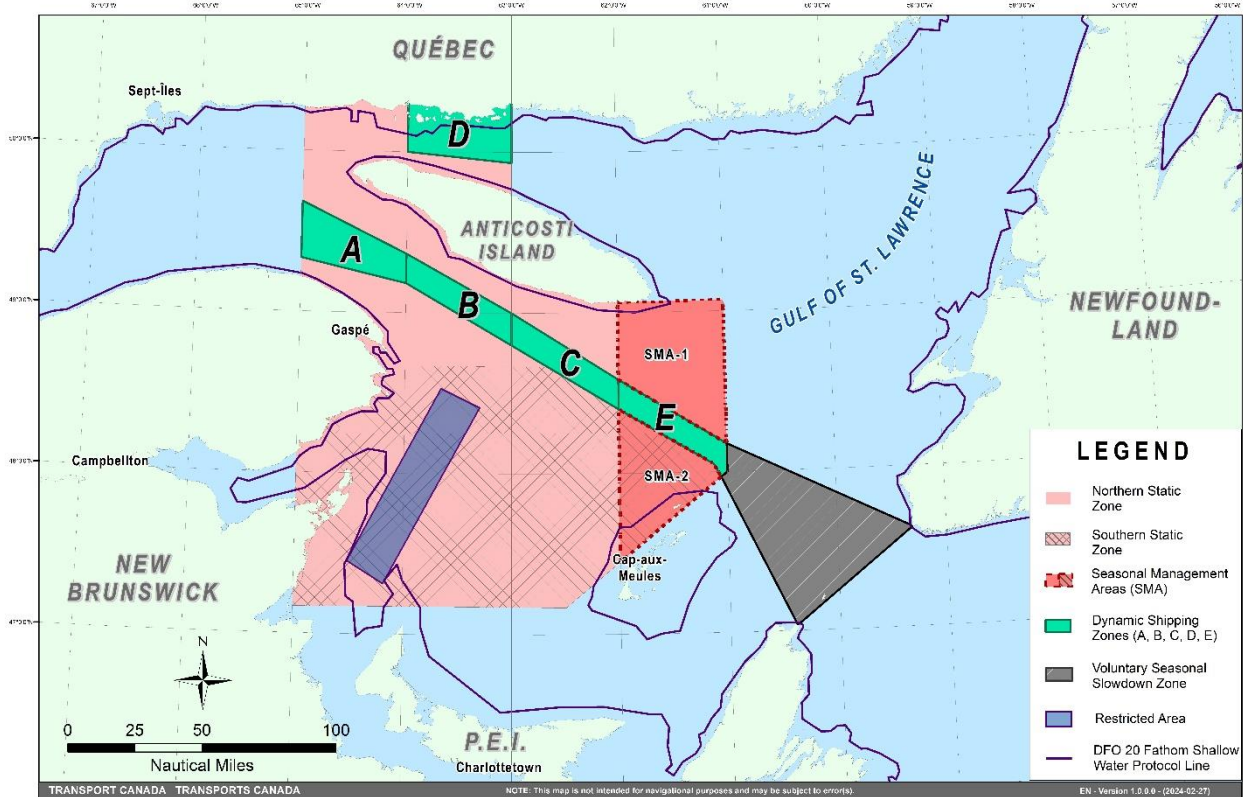 QUÉBEC
Sept-Îles
D
ANTICOSTI
ISLAND
A
B
C
E
SMA-1
SMA-2
GULF OF ST. LAWRENCE
NEWFOUND-
LAND
Gaspé
Campbellton
NEW
BRUNSWICK
Cap-aux-
Meules
P.E.I.
Charlottetown
N
0 25 50 100
Nautical Miles
LEGEND
Northern Static
Zone
Southern Static
Zone
Seasonal Management
Areas (SMA)
Dynamic Shipping
Zones (A, B, C, D, E)
Voluntary Seasonal
Slowdown Zone
Restricted Area
DFO 20 Fathom Shallow
Water Protocol Line
TRANSPORT CANADA TRANSPORTS CANADA
NOTE: This map is not intended for navigational purposes and may be subject to error(s).
EN - Version 1.0.0.0 - (2024-02-27)